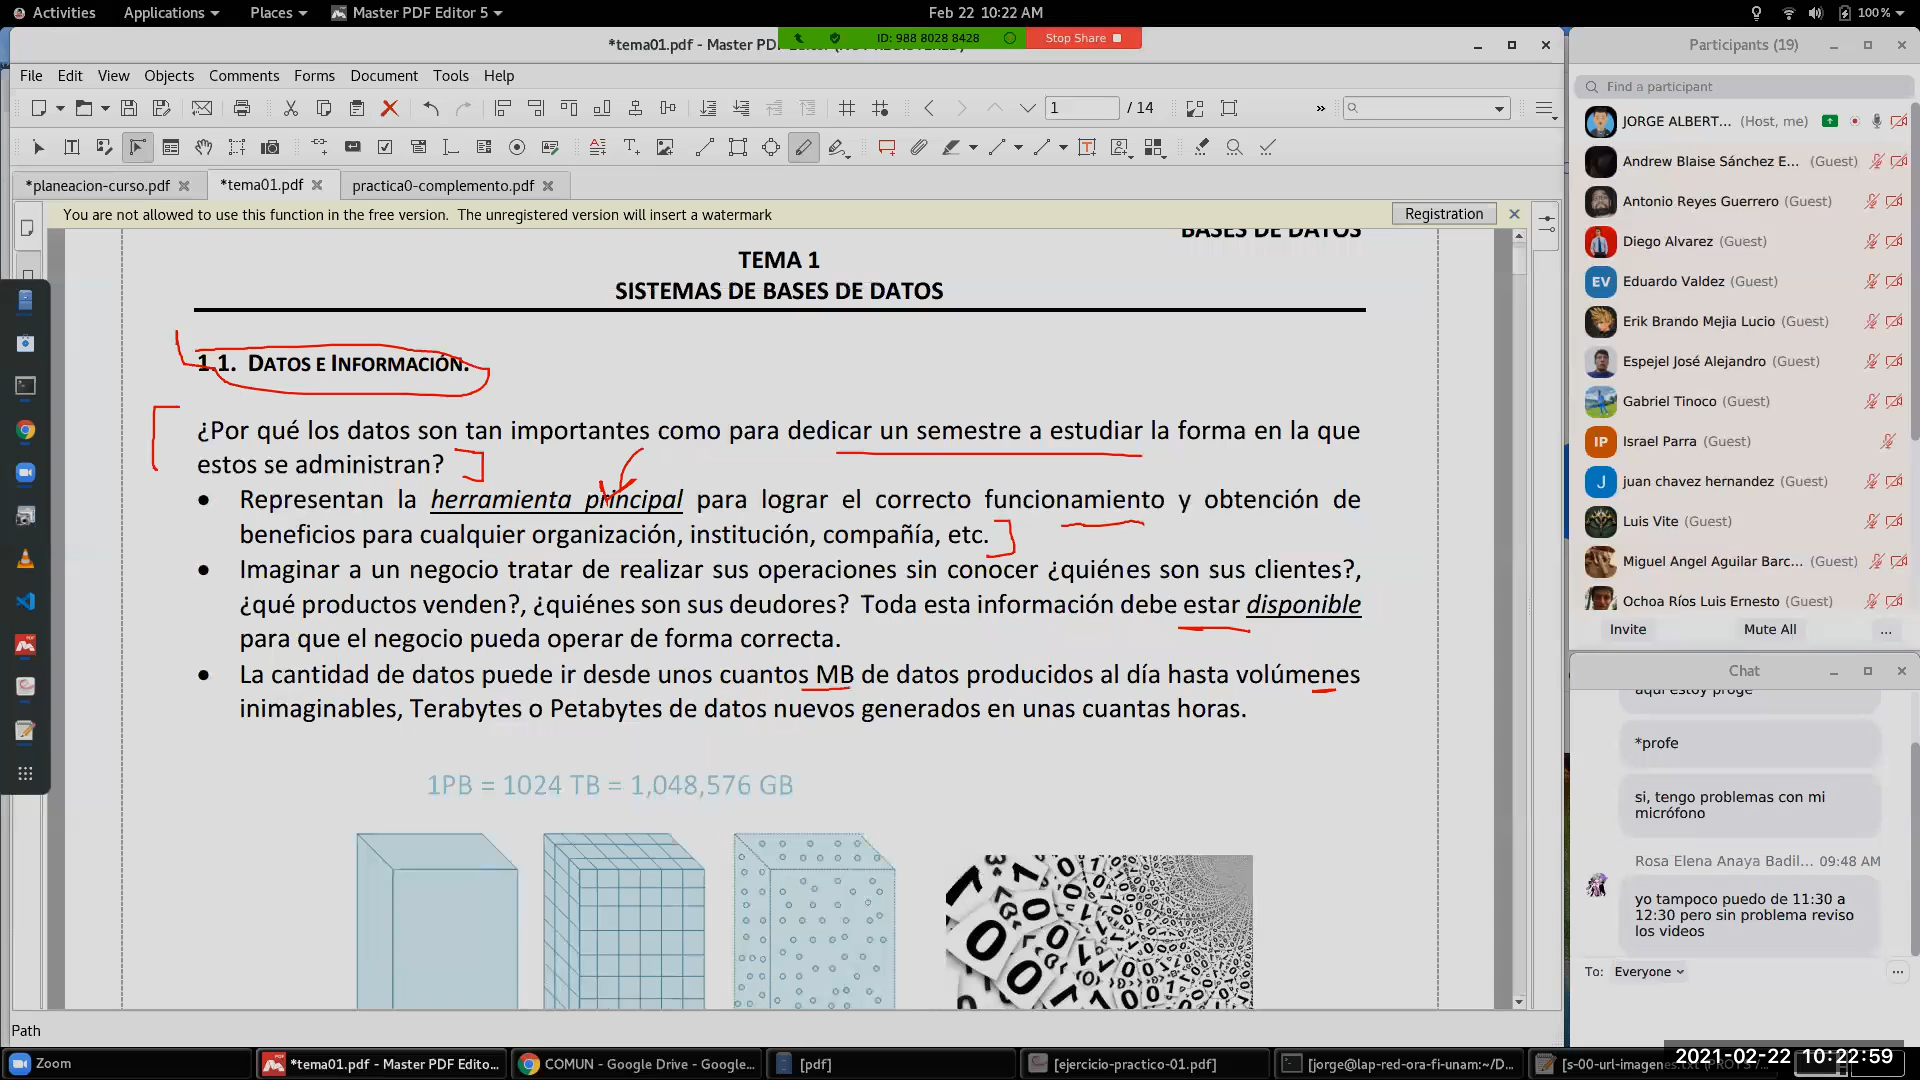 Activities
Applications
Places
Master PDF Editor 5
Feb 22  10:22 AM
100 %
*tema01.pdf - Master PD
ID: 988 8028 8428
Stop Share
File
Edit
View
Objects
Comments
Forms
Document
Tools
Help
1
/ 14
*planeacion-curso.pdf
*tema01.pdf
practica0-complemento.pdf
You are not allowed to use this function in the free version.  The unregistered version will insert a watermark
Registration
BASES DE DATOS
TEMA 1
SISTEMAS DE BASES DE DATOS
1.1. DATOS E INFORMACIÓN.
¿Por qué los datos son tan importantes como para dedicar un semestre a estudiar la forma en la que
estos se administran?
● Representan la herramienta principal para lograr el correcto funcionamiento y obtención de
beneficios para cualquier organización, institución, compañía, etc.
● Imaginar a un negocio tratar de realizar sus operaciones sin conocer ¿quiénes son sus clientes?,
¿qué productos venden?, ¿quiénes son sus deudores?  Toda esta información debe estar disponible
para que el negocio pueda operar de forma correcta.
● La cantidad de datos puede ir desde unos cuantos MB de datos producidos al día hasta volúmenes
inimaginables, Terabytes o Petabytes de datos nuevos generados en unas cuantas horas.
1PB = 1024 TB = 1,048,576 GB
Path
Participants (19)
Find a participant
JORGE ALBERT... (Host, me)
Andrew Blaise Sánchez E... (Guest)
Antonio Reyes Guerrero (Guest)
Diego Alvarez (Guest)
EV Eduardo Valdez (Guest)
Erik Brando Mejia Lucio (Guest)
Espejel José Alejandro (Guest)
Gabriel Tinoco (Guest)
IP Israel Parra (Guest)
J juan chavez hernandez (Guest)
Luis Vite (Guest)
Miguel Angel Aguilar Barc... (Guest)
Ochoa Ríos Luis Ernesto (Guest)
Invite
Mute All
...
Chat
aqui estoy proge
*profe
si, tengo problemas con mi
micrófono
Rosa Elena Anaya Badil... 09:48 AM
yo tampoco puedo de 11:30 a
12:30 pero sin problema reviso
los videos
To: Everyone
Zoom
*tema01.pdf - Master PDF Edito...
COMUN - Google Drive - Google...
[pdf]
[ejercicio-practico-01.pdf]
[jorge@lap-red-ora-fi-unam:~/D...
[s-00-url-imagenes.txt
2021-02-22 10:22:59